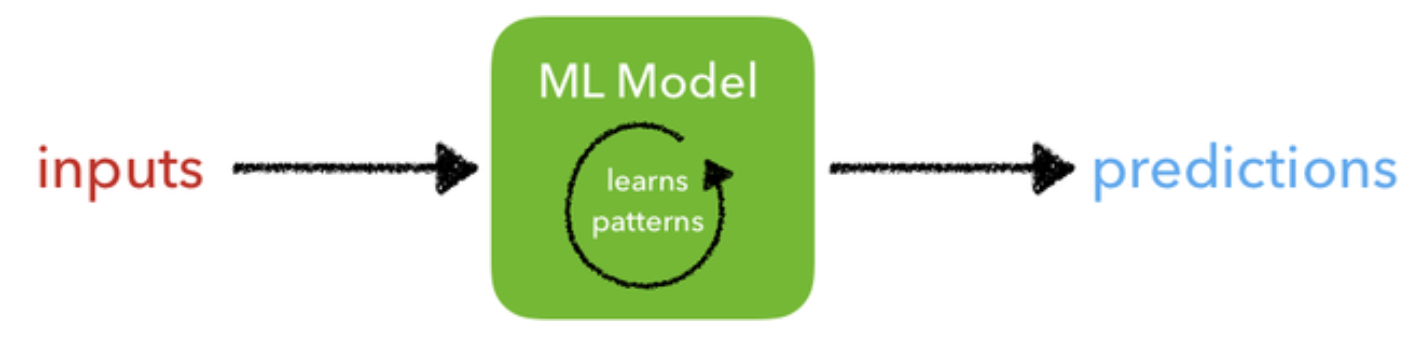 inputs
ML Model
learns
patterns
predictions